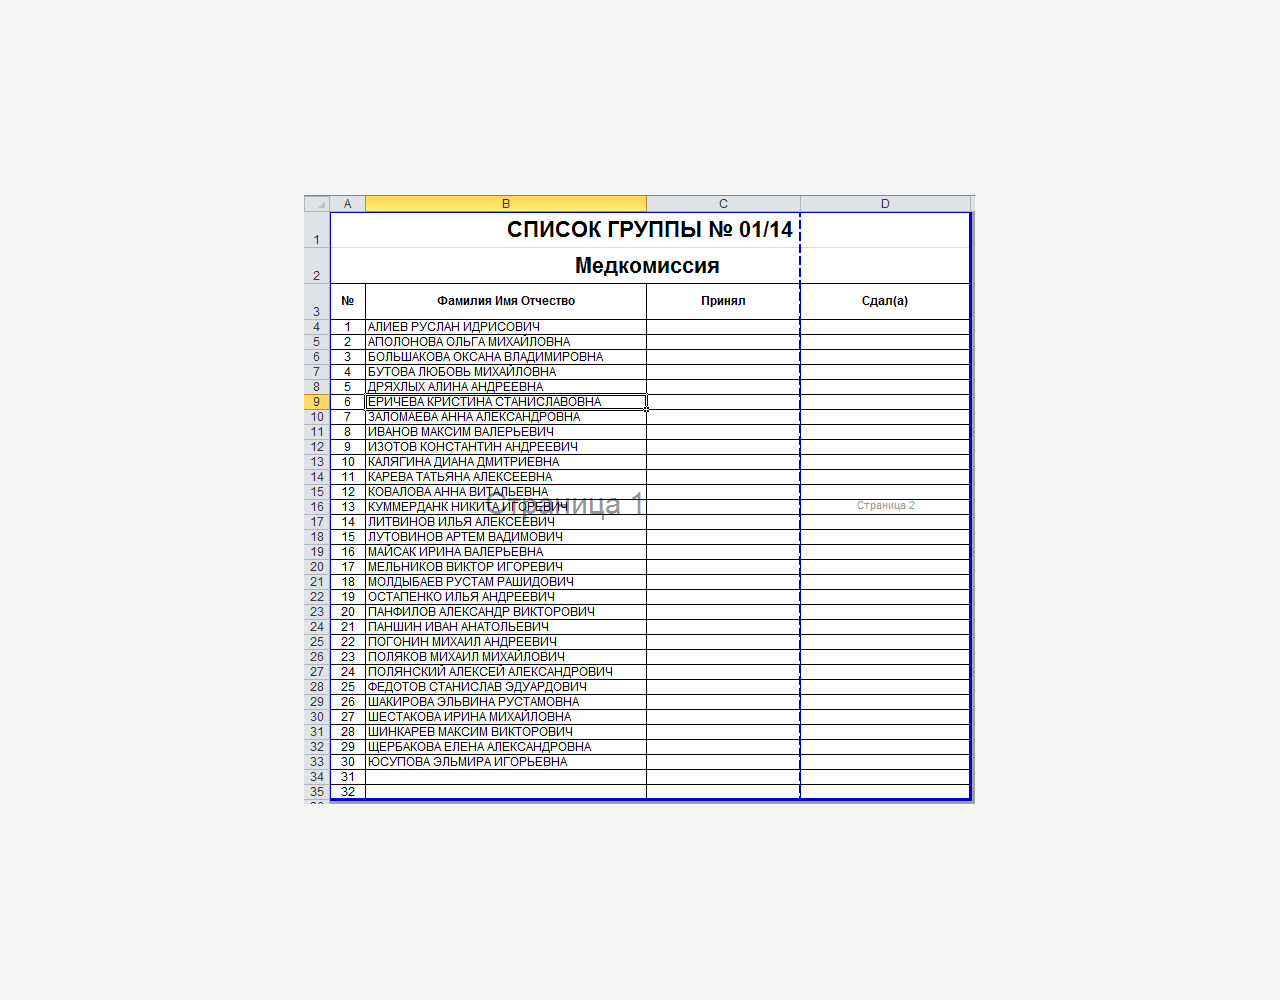 A B C D
1 СПИСОК ГРУППЫ № 01/14
2 Медкомиссия
3 № Фамилия Имя Отчество Принял Сдал(а)
4 1 АЛИЕВ РУСЛАН ИДРИСОВИЧ
5 2 АПОЛОНОВА ОЛЬГА МИХАЙЛОВНА
6 3 БОЛЬШАКОВА ОКСАНА ВЛАДИМИРОВНА
7 4 БУТОВА ЛЮБОВЬ МИХАЙЛОВНА
8 5 ДРЯХЛЫХ АЛИНА АНДРЕЕВНА
9 6 ЕРИЧЕВА КРИСТИНА СТАНИСЛАВОВНА
10 7 ЗАЛОМАЕВА АННА АЛЕКСАНДРОВНА
11 8 ИВАНОВ МАКСИМ ВАЛЕРЬЕВИЧ
12 9 ИЗОТОВ КОНСТАНТИН АНДРЕЕВИЧ
13 10 КАЛЯГИНА ДИАНА ДМИТРИЕВНА
14 11 КАРЕВА ТАТЬЯНА АЛЕКСЕЕВНА
15 12 КОВАЛОВА АННА ВИТАЛЬЕВНА
Страница 1
16 13 КУММЕРДАНК НИКИТА ИГОРЕВИЧ Страница 2
17 14 ЛИТВИНОВ ИЛЬЯ АЛЕКСЕЕВИЧ
18 15 ЛУТОВИНОВ АРТЕМ ВАДИМОВИЧ
19 16 МАЙСАК ИРИНА ВАЛЕРЬЕВНА
20 17 МЕЛЬНИКОВ ВИКТОР ИГОРЕВИЧ
21 18 МОЛДЫБАЕВ РУСТАМ РАШИДОВИЧ
22 19 ОСТАПЕНКО ИЛЬЯ АНДРЕЕВИЧ
23 20 ПАНФИЛОВ АЛЕКСАНДР ВИКТОРОВИЧ
24 21 ПАНШИН ИВАН АНАТОЛЬЕВИЧ
25 22 ПОГОНИН МИХАИЛ АНДРЕЕВИЧ
26 23 ПОЛЯКОВ МИХАИЛ МИХАЙЛОВИЧ
27 24 ПОЛЯНСКИЙ АЛЕКСЕЙ АЛЕКСАНДРОВИЧ
28 25 ФЕДОТОВ СТАНИСЛАВ ЭДУАРДОВИЧ
29 26 ШАКИРОВА ЭЛЬВИНА РУСТАМОВНА
30 27 ШЕСТАКОВА ИРИНА МИХАЙЛОВНА
31 28 ШИНКАРЕВ МАКСИМ ВИКТОРОВИЧ
32 29 ЩЕРБАКОВА ЕЛЕНА АЛЕКСАНДРОВНА
33 30 ЮСУПОВА ЭЛЬМИРА ИГОРЬЕВНА
34 31
35 32